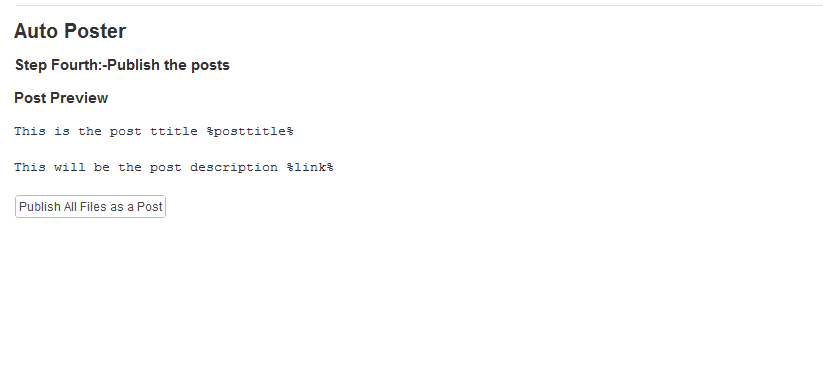 Auto Poster
Step Fourth:-Publish the posts
Post Preview
This is the post ttitle %posttitle%
This will be the post description %link%
Publish All Files as a Post